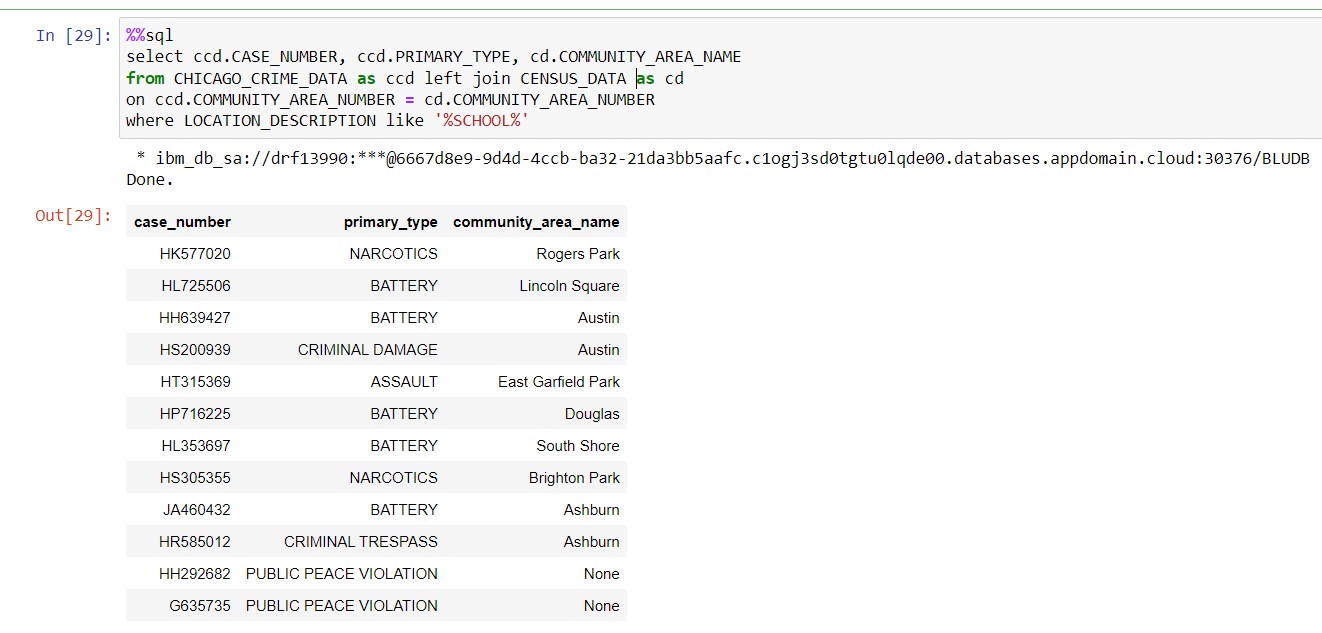 In [29]: %%sql
select ccd.CASE_NUMBER, ccd.PRIMARY_TYPE, cd.COMMUNITY_AREA_NAME
from CHICAGO_CRIME_DATA as ccd left join CENSUS_DATA as cd
on ccd.COMMUNITY_AREA_NUMBER = cd.COMMUNITY_AREA_NUMBER
where LOCATION_DESCRIPTION like '%SCHOOL%'
* ibm_db_sa://drf13990:***@6667d8e9-9d4d-4ccb-ba32-21da3bb5aafc.c1ogj3sd0tgtu0lqde00.databases.appdomain.cloud:30376/BLUDB
Done.
Out[29]: case_number primary_type community_area_name
HK577020 NARCOTICS Rogers Park
HL725506 BATTERY Lincoln Square
HH639427 BATTERY Austin
HS200939 CRIMINAL DAMAGE Austin
HT315369 ASSAULT East Garfield Park
HP716225 BATTERY Douglas
HL353697 BATTERY South Shore
HS305355 NARCOTICS Brighton Park
JA460432 BATTERY Ashburn
HR585012 CRIMINAL TRESPASS Ashburn
HH292682 PUBLIC PEACE VIOLATION None
G635735 PUBLIC PEACE VIOLATION None